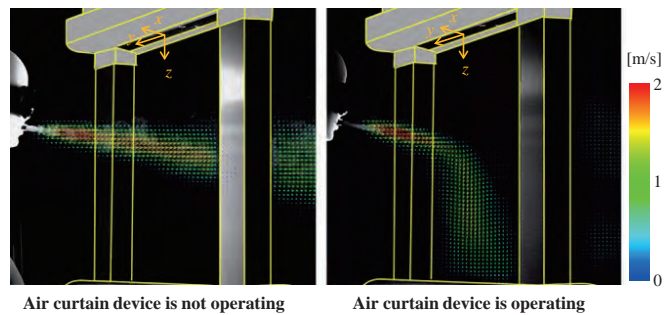 x
y
z
x
y
z
[m/s]
2
1
0
Air curtain device is not operating
Air curtain device is operating